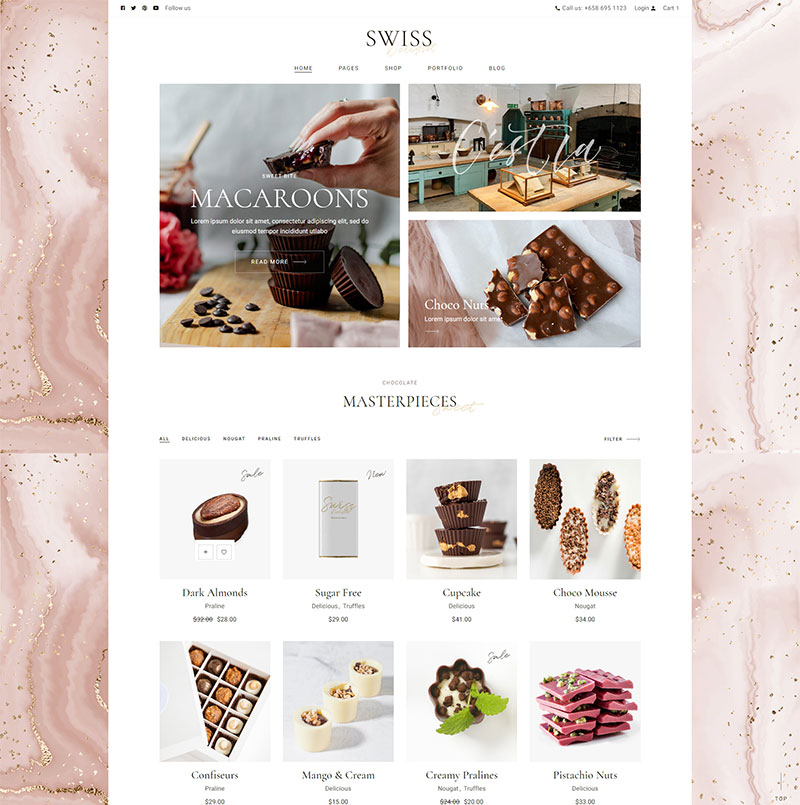 Follow us
Call us: +658 695 1123
Login
Cart 1
SWISS
HOME
PAGES
SHOP
PORTFOLIO
BLOG
SWEET BITE
MACAROONS
Lorem ipsum dolor sit amet, consectetur adipiscing elit, sed do
eiusmod tempor incididunt utlabo
READ MORE
C'est la
Choco Nuts
Lorem ipsum dolor sit amet
CHOCOLATE
MASTERPIECES
sweet
ALL
DELICIOUS
NOUGAT
PRALINE
TRUFFLES
FILTER
Sale
New
Swiss
Dark Almonds
Sugar Free
Cupcake
Choco Mousse
Praline
Delicious, Truffles
Delicious
Nougat
$32.00 $28.00
$29.00
$41.00
$34.00
Sale
Confiseurs
Mango & Cream
Creamy Pralines
Pistachio Nuts
Praline
Delicious
Nougat, Truffles
Delicious
$29.00
$15.00
$24.00 $20.00
$33.00
TOP